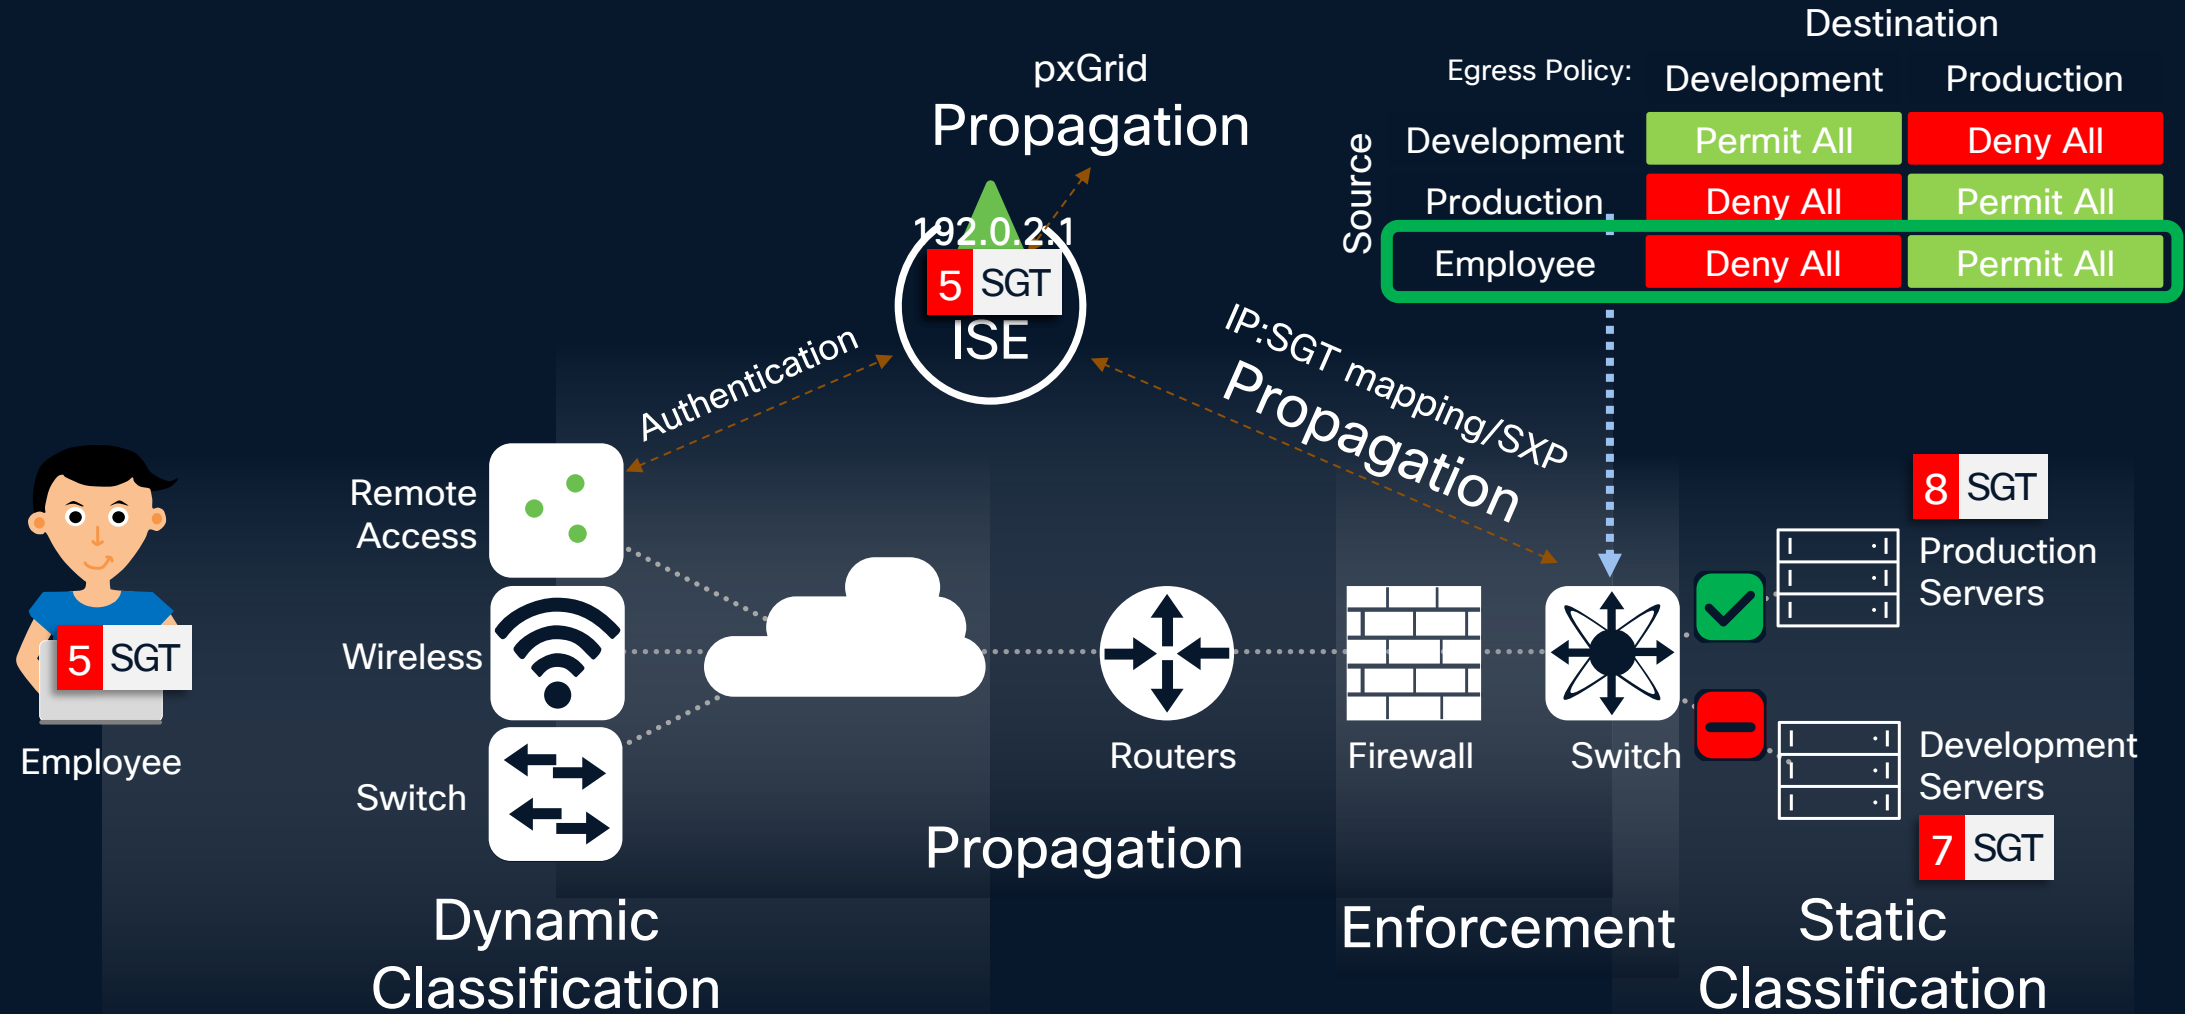 Destination
pxGrid
Egress Policy:
Development
Production
Propagation
Source
Development
Permit All
Deny All
Production
Deny All
Permit All
192.0.2.1
Employee
Deny All
Permit All
5 SGT
ISE
Authentication
IP:SGT mapping/SXP
Propagation
Remote
Access
8 SGT
Production
Servers
5 SGT
Wireless
Employee
Routers
Firewall
Switch
Development
Servers
Switch
7 SGT
Propagation
Dynamic
Classification
Enforcement
Static
Classification